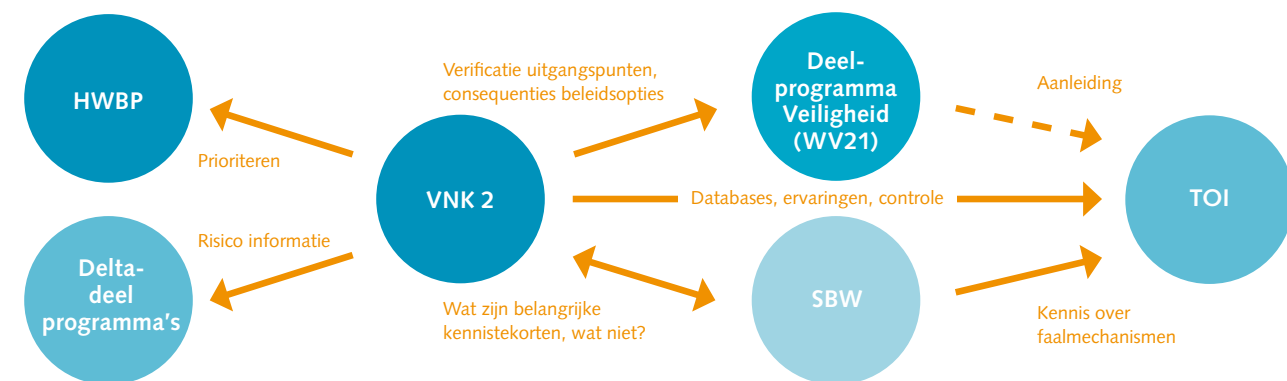 HWBP
Prioriteren
Risico informatie
Delta-
deel
programma's
Verificatie uitgangspunten,
consequenties beleidsopties
VNK 2
Wat zijn belangrijke
kennistekorten, wat niet?
Deel-
programma
Veiligheid
(WV21)
Databases, ervaringen, controle
SBW
Aanleiding
TOI
Kennis over
faalmechanismen